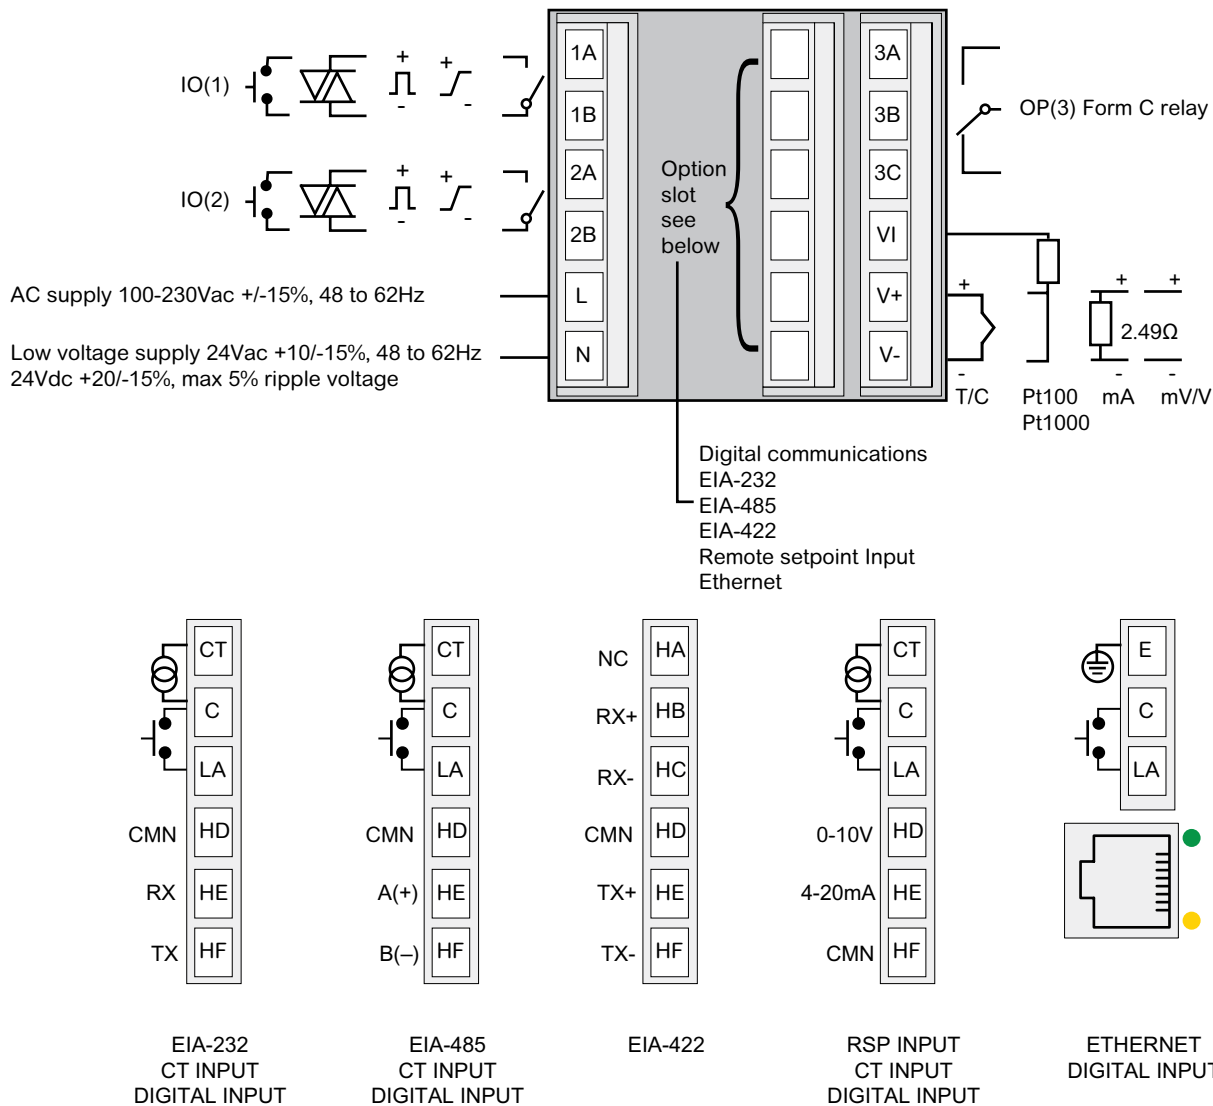 IO(1)
+
-
+
-
1A
1B
IO(2)
+
-
+
-
2A
2B
AC supply 100-230Vac +/-15%, 48 to 62Hz
L
Low voltage supply 24Vac +10/-15%, 48 to 62Hz
24Vdc +20/-15%, max 5% ripple voltage
N
Option
slot
see
below
3A
3B
3C
VI
V+
V-
OP(3) Form C relay
+
-
T/C
Pt100
Pt1000
+
2.49Ω
-
mA
+
-
mV/V
Digital communications
EIA-232
EIA-485
EIA-422
Remote setpoint Input
Ethernet
CT
C
LA
CMN HD
RX HE
TX HF
EIA-232
CT INPUT
DIGITAL INPUT
CT
C
LA
CMN HD
A(+) HE
B(–) HF
EIA-485
CT INPUT
DIGITAL INPUT
NC HA
RX+ HB
RX- HC
CMN HD
TX+ HE
TX- HF
EIA-422
CT
C
LA
0-10V HD
4-20mA HE
CMN HF
RSP INPUT
CT INPUT
DIGITAL INPUT
E
C
LA
ETHERNET
DIGITAL INPUT